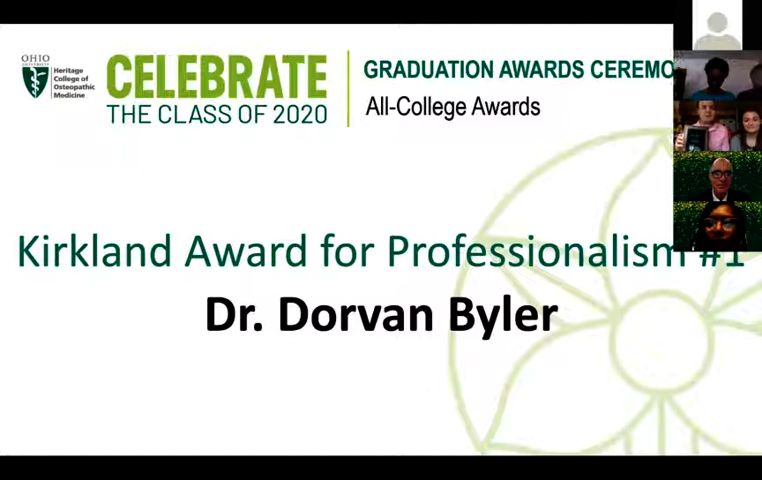 OHIO
UNIVERSITY
Heritage
College of
Osteopathic
Medicine
CELEBRATE
THE CLASS OF 2020
GRADUATION AWARDS CEREMO
All-College Awards
Kirkland Award for Professionalism #1
Dr. Dorvan Byler